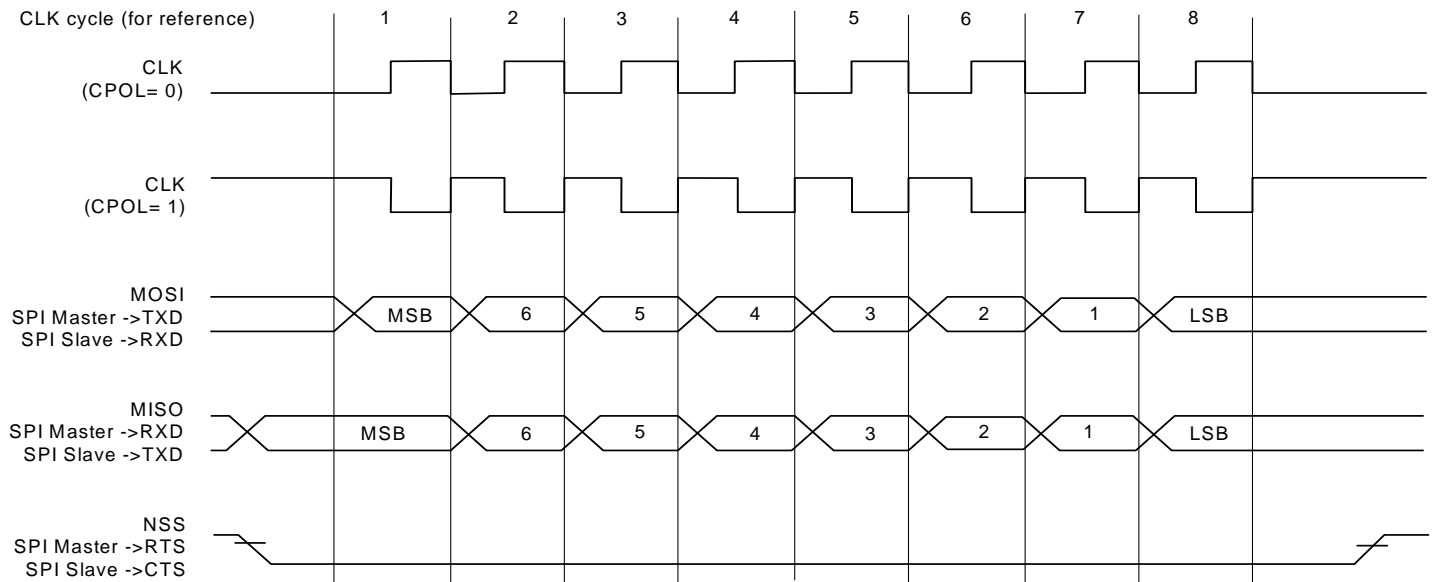 CLK cycle (for reference) 1 2 3 4 5 6 7 8
CLK
(CPOL= 0)
CLK
(CPOL= 1)
MOSI
SPI Master ->TXD
SPI Slave ->RXD
MSB 6 5 4 3 2 1 LSB
MISO
SPI Master ->RXD
SPI Slave ->TXD
MSB 6 5 4 3 2 1 LSB
NSS
SPI Master ->RTS
SPI Slave ->CTS